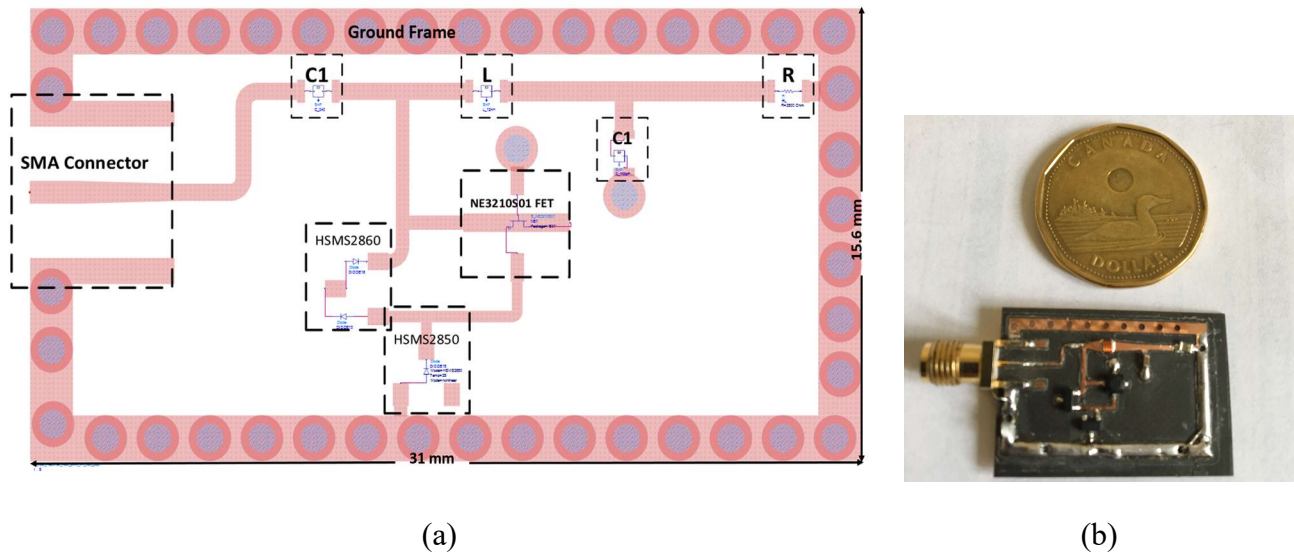 Ground Frame
C1
L
R
SMA Connector
C1
NE3210S01 FET
HSMS2860
HSMS2850
15.6 mm
31 mm
CANADA
DOLLAR
(a)
(b)